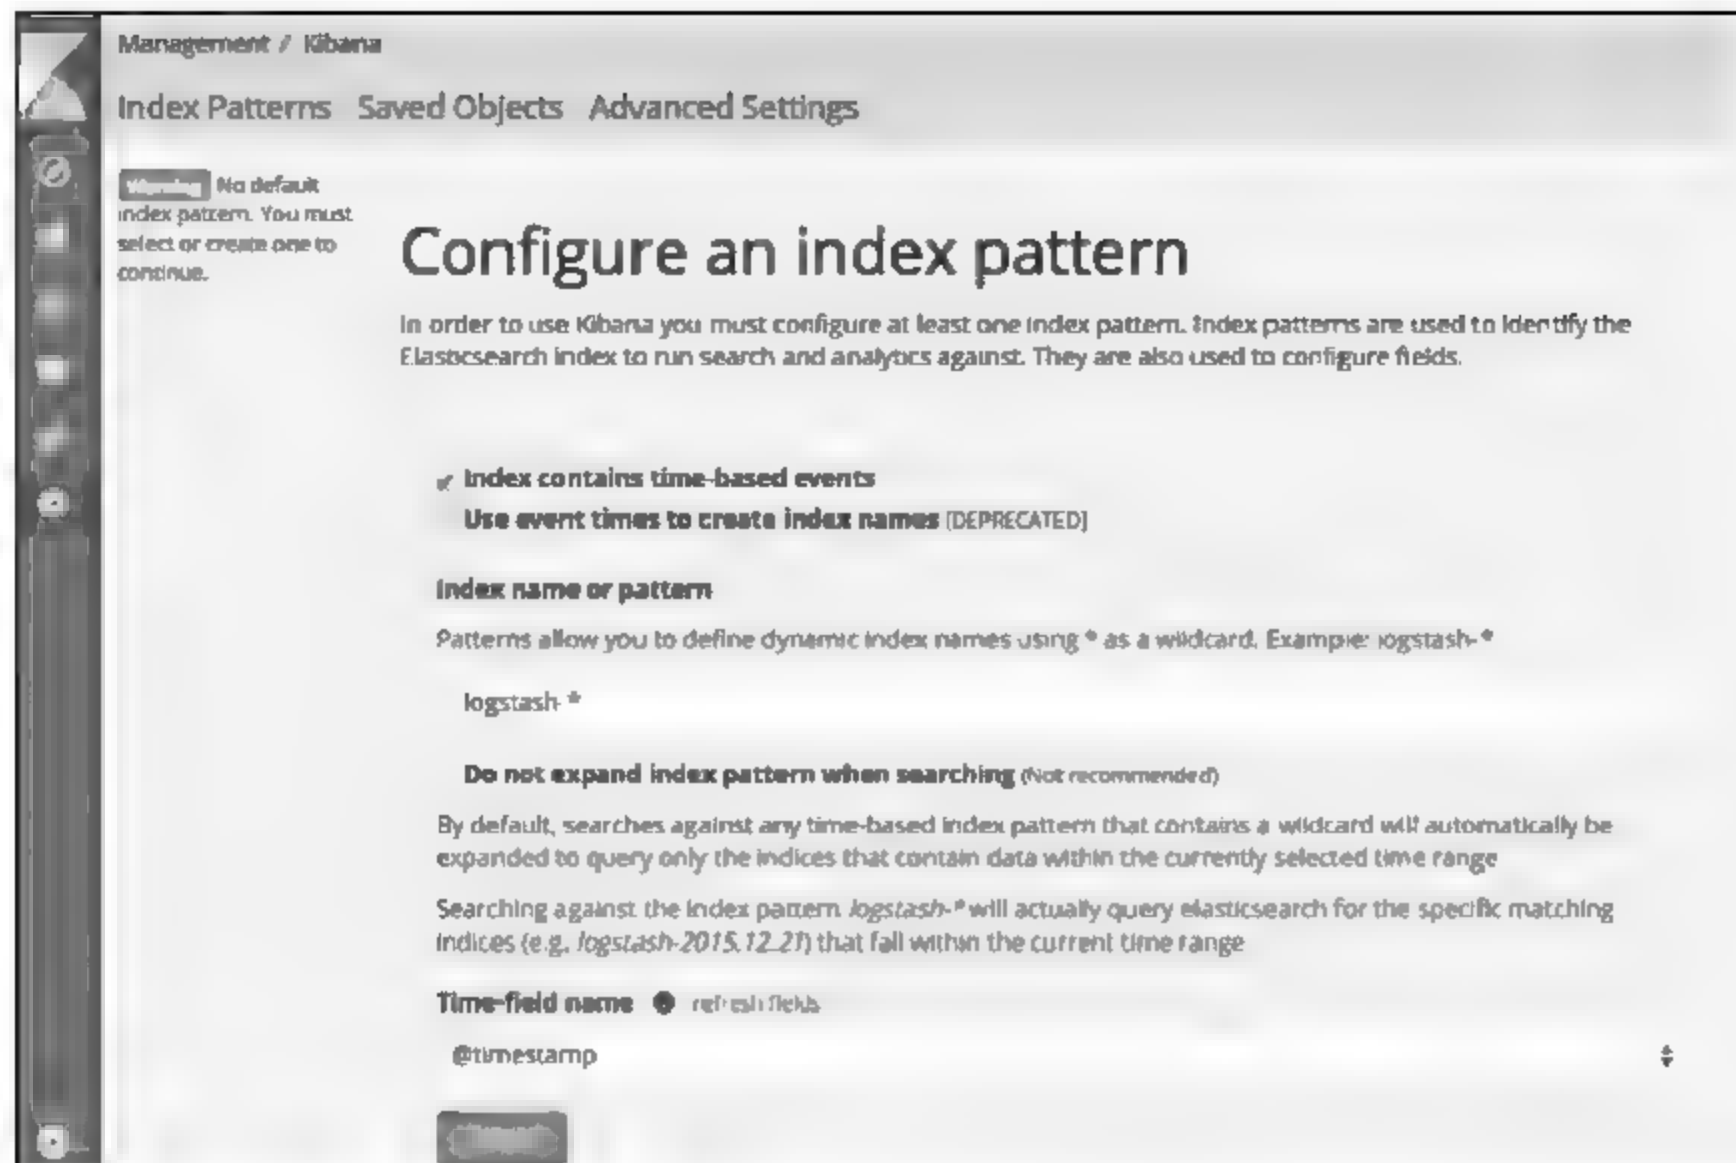 Management / Kibana
Index Patterns Saved Objects Advanced Settings
Warning No default
index pattern. You must
select or create one to
continue.
Configure an index pattern
In order to use Kibana you must configure at least one index pattern. Index patterns are used to identify the
Elasticsearch index to run search and analytics against. They are also used to configure fields.
Index contains time-based events
Use event times to create index names [DEPRECATED]
Index name or pattern
Patterns allow you to define dynamic index names using * as a wildcard. Example: logstash-*
logstash-*
Do not expand index pattern when searching (Not recommended)
By default, searches against any time-based index pattern that contains a wildcard will automatically be
expanded to query only the indices that contain data within the currently selected time range
Searching against the index pattern logstash-* will actually query elasticsearch for the specific matching
indices (e.g. logstash-2015.12.21) that fall within the current time range
Time-field name refresh fields
@timestamp